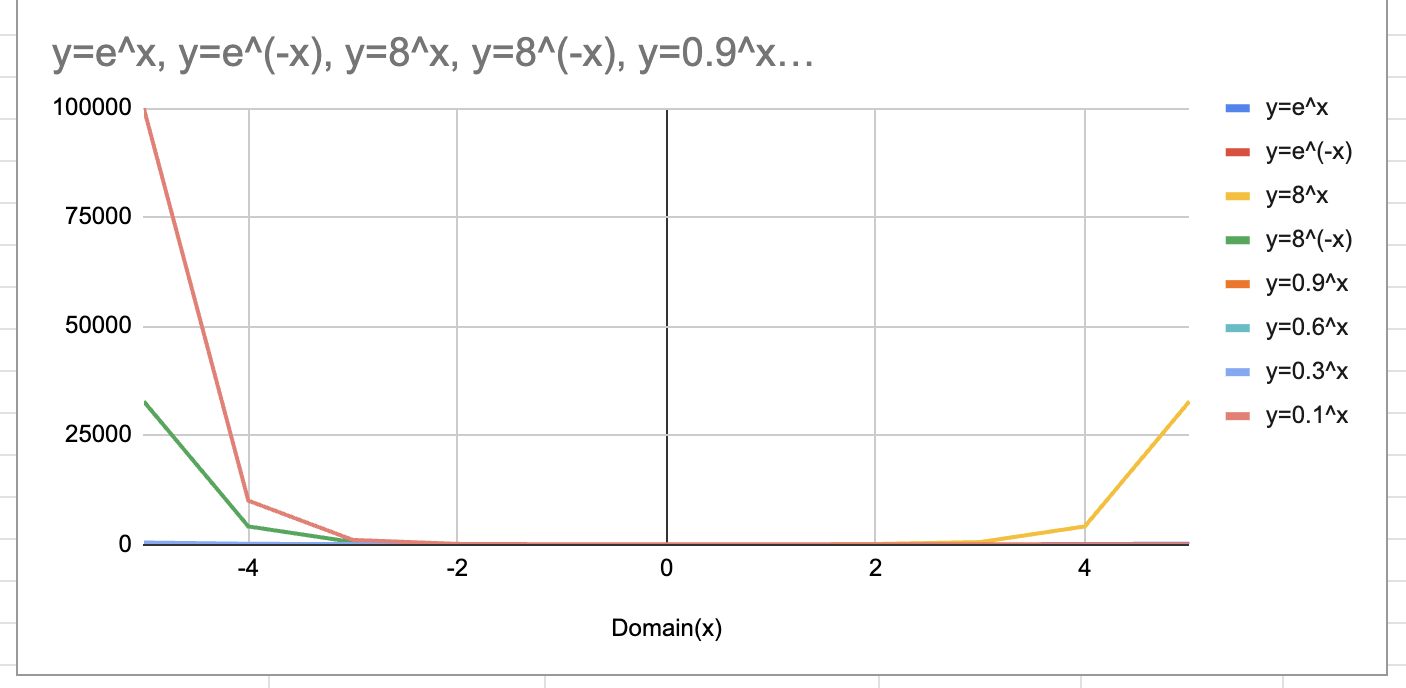 y=e^x, y=e^(-x), y=8^x, y=8^(-x), y=0.9^x...
100000
75000
50000
25000
0
-4 -2 0 2 4
Domain(x)
y=e^x
y=e^(-x)
y=8^x
y=8^(-x)
y=0.9^x
y=0.6^x
y=0.3^x
y=0.1^x